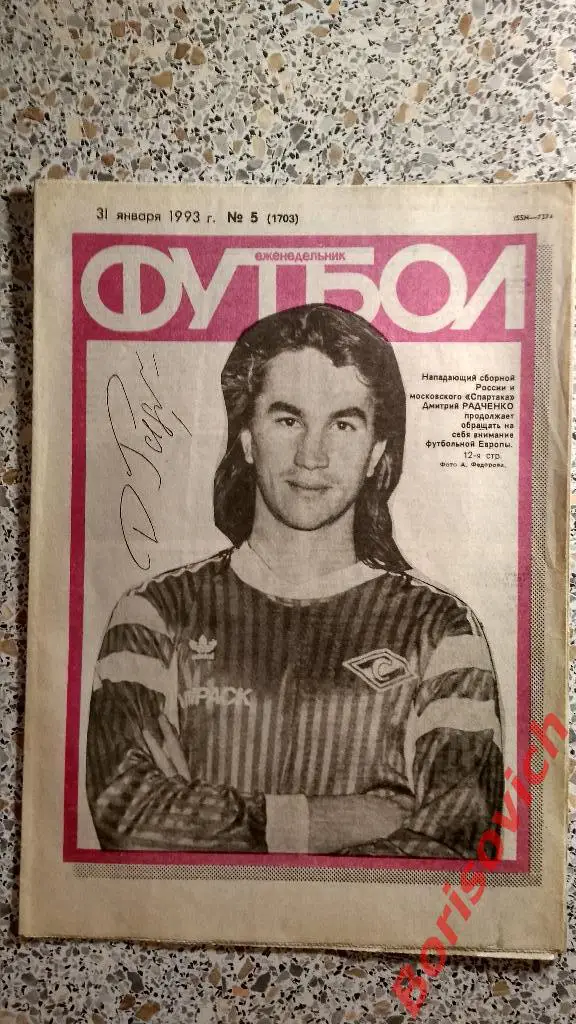 31 января 1993 г. № 5 (1703)
еженедельник
ФУТБОЛ
Нападающий сборной
России и
московского «Спартака»
Дмитрий РАДЧЕНКО
продолжает
обращать на
себя внимание
футбольной Европы.
12-я стр.
Фото А. Федорова.
UNIPACK
Borisovich